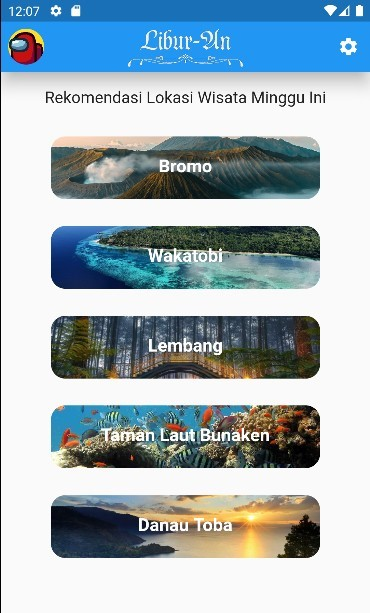 12:07
Libur-An
Rekomendasi Lokasi Wisata Minggu Ini
Bromo
Wakatobi
Lembang
Taman Laut Bunaken
Danau Toba